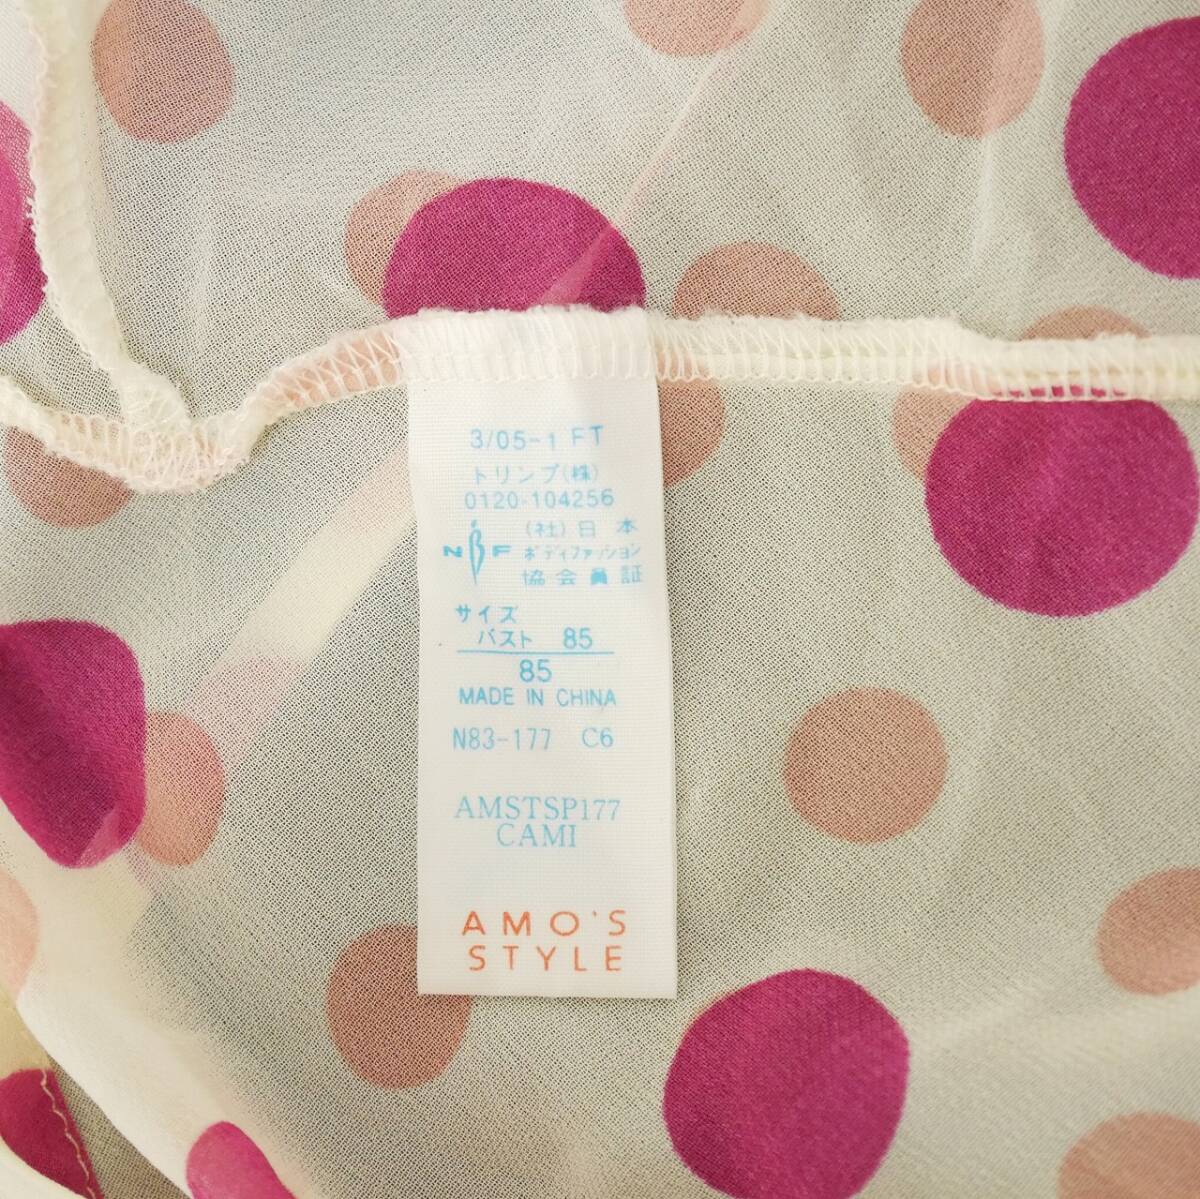 3/05-1 FT
トリンプ(株)
0120-104256
(社)日本
NBF ボディファッション
協会員証
サイズ
バスト 85
85
MADE IN CHINA
N83-177 C6
AMSTSP177
CAMI
AMO'S
STYLE